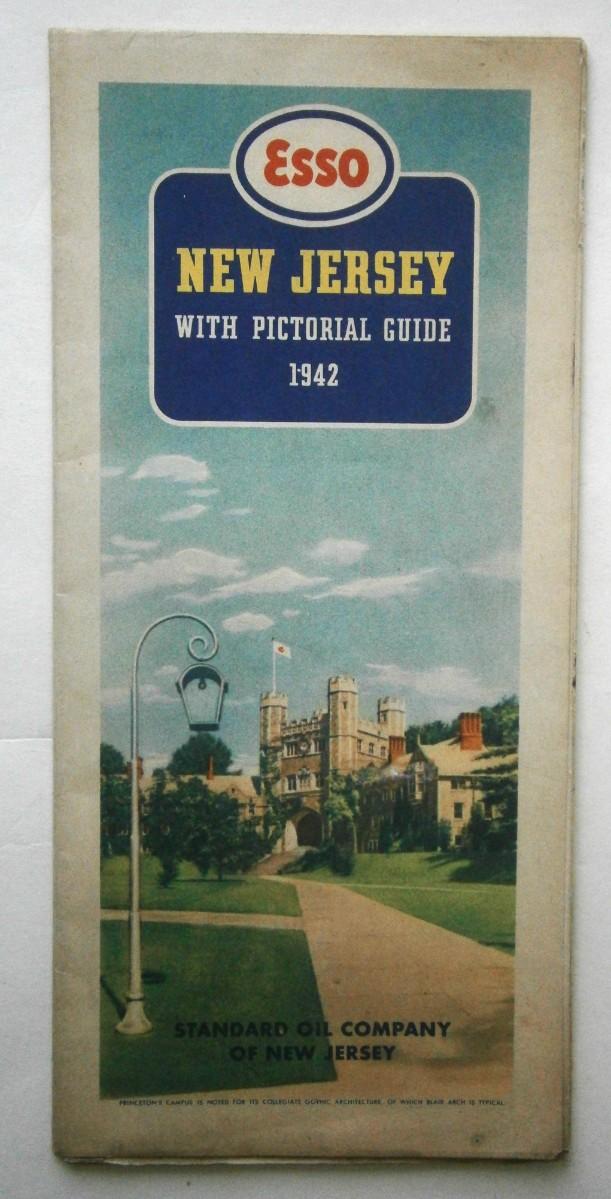 Esso
NEW JERSEY
WITH PICTORIAL GUIDE
1942
STANDARD OIL COMPANY
OF NEW JERSEY
PRINCETON'S CAMPUS IS NOTED FOR ITS COLLEGIATE GOTHIC ARCHITECTURE, OF WHICH BLAIR ARCH IS TYPICAL.